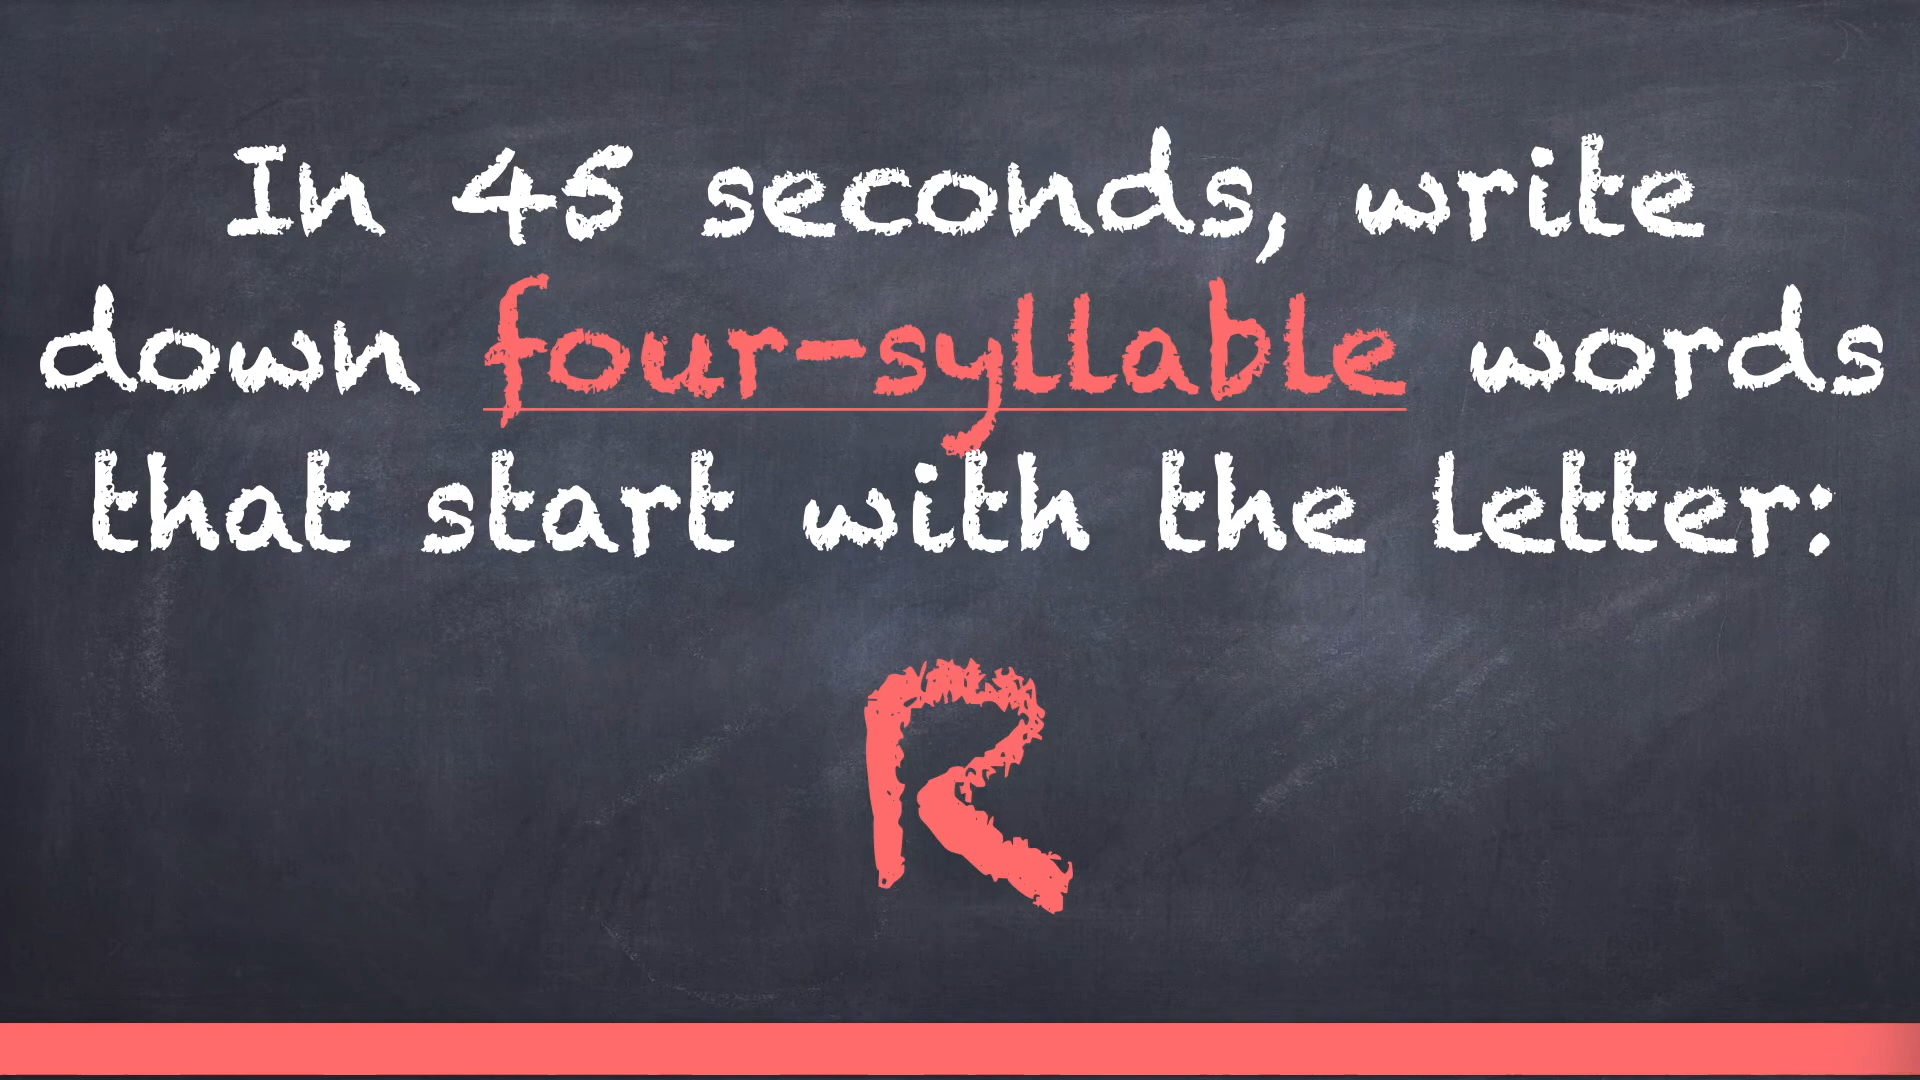 In 45 seconds, write
down four-syllable words
that start with the letter:
R